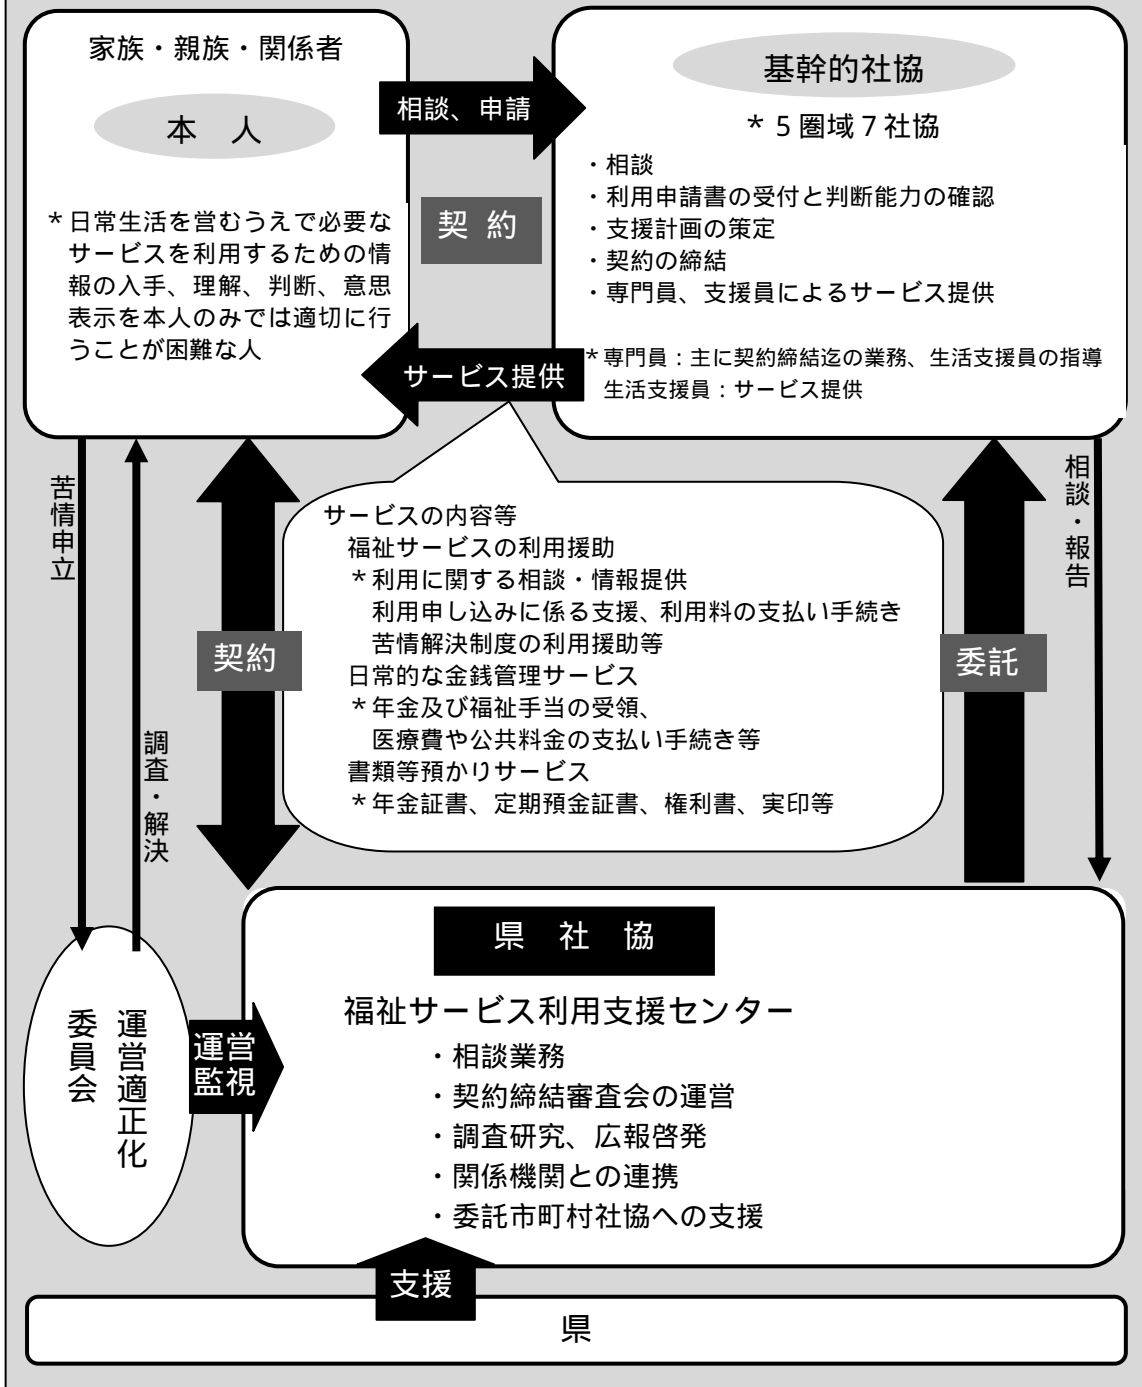 家族・親族・関係者
本　人
＊日常生活を営むうえで必要な
サービスを利用するための情
報の入手、理解、判断、意思
表示を本人のみでは適切に行
うことが困難な人
相談、申請
契 約
サービス提供
基幹的社協
＊５圏域７社協
・相談
・利用申請書の受付と判断能力の確認
・支援計画の策定
・契約の締結
・専門員、支援員によるサービス提供
＊専門員：主に契約締結迄の業務、生活支援員の指導
生活支援員：サービス提供
苦情申立
調査・解決
契約
サービスの内容等
福祉サービスの利用援助
＊利用に関する相談・情報提供
利用申し込みに係る支援、利用料の支払い手続き
苦情解決制度の利用援助等
日常的な金銭管理サービス
＊年金及び福祉手当の受領、
医療費や公共料金の支払い手続き等
書類等預かりサービス
＊年金証書、定期預金証書、権利書、実印等
委託
相談・報告
運営適正化
委員会
運営
監視
県　社　協
福祉サービス利用支援センター
・相談業務
・契約締結審査会の運営
・調査研究、広報啓発
・関係機関との連携
・委託市町村社協への支援
支援
県